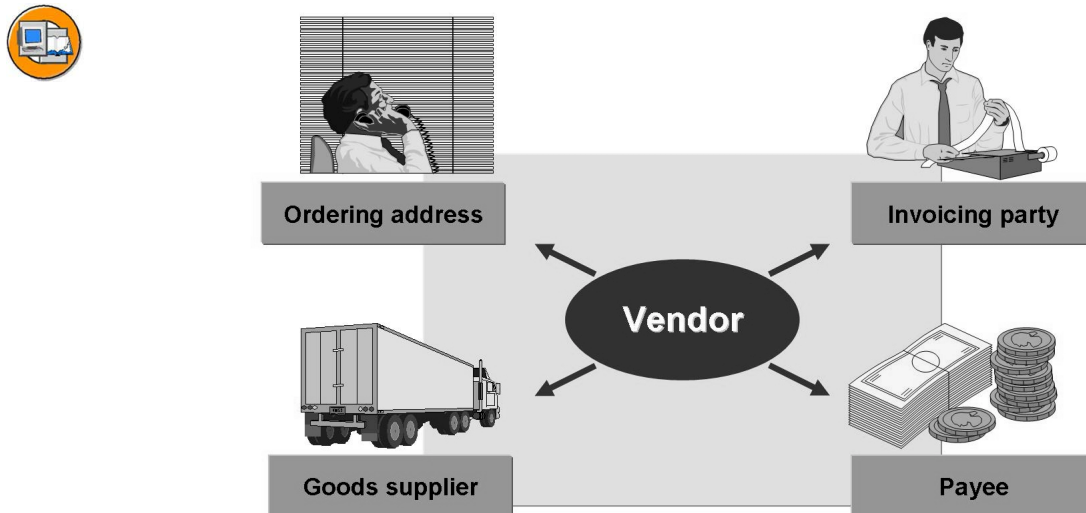 Ordering address
Invoicing party
Vendor
Goods supplier
Payee